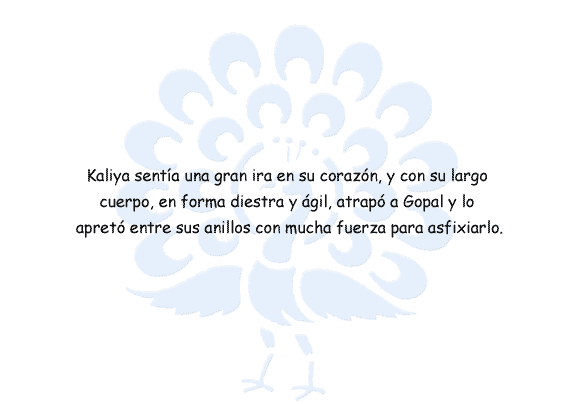 Kaliya sentía una gran ira en su corazón, y con su largo
cuerpo, en forma diestra y ágil, atrapó a Gopal y lo
apretó entre sus anillos con mucha fuerza para asfixiarlo.